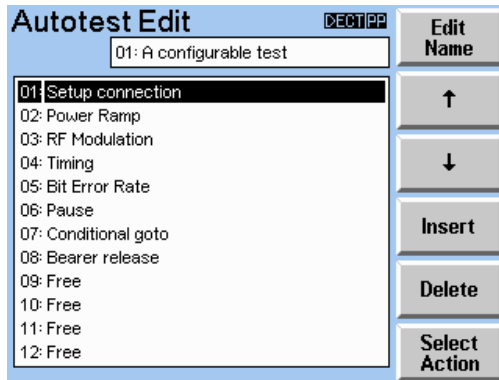 Autotest Edit
DECT PP
01: A configurable test
01: Setup connection
02: Power Ramp
03: RF Modulation
04: Timing
05: Bit Error Rate
06: Pause
07: Conditional goto
08: Bearer release
09: Free
10: Free
11: Free
12: Free
Edit
Name
↑
↓
Insert
Delete
Select
Action